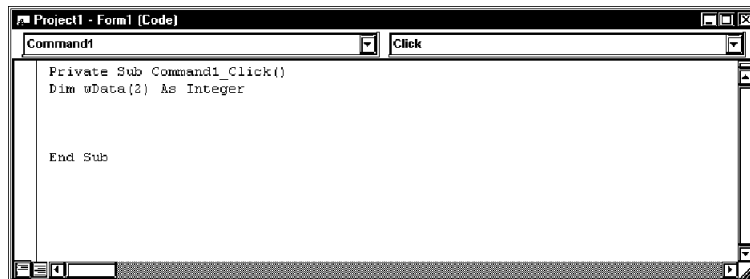 Project1 - Form1 (Code)
Command1
Click
Private Sub Command1_Click()
Dim wData(2) As Integer
End Sub